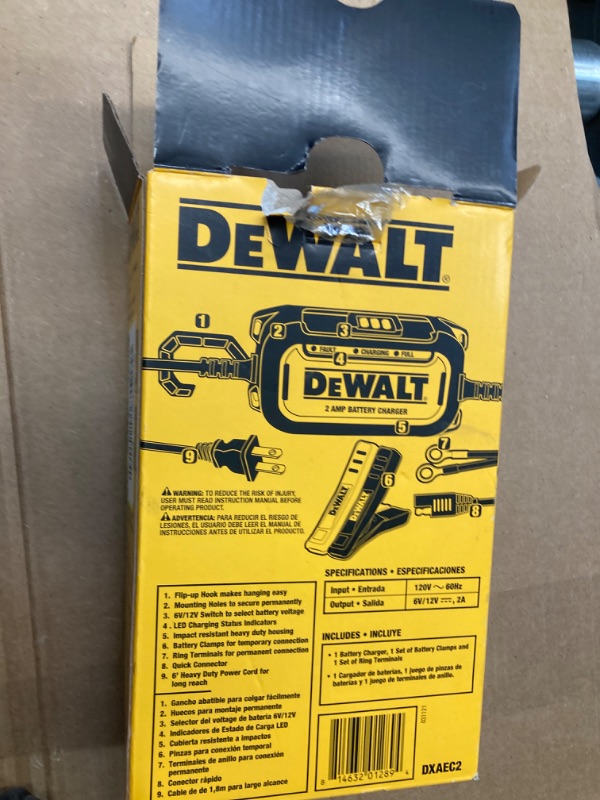 DEWALT®
1
2
3
FAULT CHARGING FULL
4
DEWALT
2 AMP BATTERY CHARGER
5
9
7
6
DEWALT
DEWALT
8
WARNING: TO REDUCE THE RISK OF INJURY,
USER MUST READ INSTRUCTION MANUAL BEFORE
OPERATING PRODUCT.
ADVERTENCIA: PARA REDUCIR EL RIESGO DE
LESIONES, EL USUARIO DEBE LEER EL MANUAL DE
INSTRUCCIONES ANTES DE UTILIZAR EL PRODUCTO.
SPECIFICATIONS • ESPECIFICACIONES
Input • Entrada 120V ~ 60Hz
Output • Salida 6V/12V ⎓, 2A
1. Flip-up Hook makes hanging easy
2. Mounting Holes to secure permanently
3. 6V/12V Switch to select battery voltage
4. LED Charging Status Indicators
5. Impact resistant heavy duty housing
6. Battery Clamps for temporary connection
7. Ring Terminals for permanent connection
8. Quick Connector
9. 6' Heavy Duty Power Cord for
long reach
1. Gancho abatible para colgar fácilmente
2. Huecos para montaje permanente
3. Selector del voltage de batería 6V/12V
4. Indicadores de Estado de Carga LED
5. Cubierta resistente a impactos
6. Pinzas para conexión temporal
7. Terminales de anillo para conexión
permanente
8. Conector rápido
9. Cable de de 1,8m para largo alcance
INCLUDES • INCLUYE
• 1 Battery Charger, 1 Set of Battery Clamps and
1 Set of Ring Terminals
• 1 Cargador de baterías, 1 juego de pinzas de
baterías y 1 juego de terminales de anillo.
8 14632 01289 4
DXAEC2